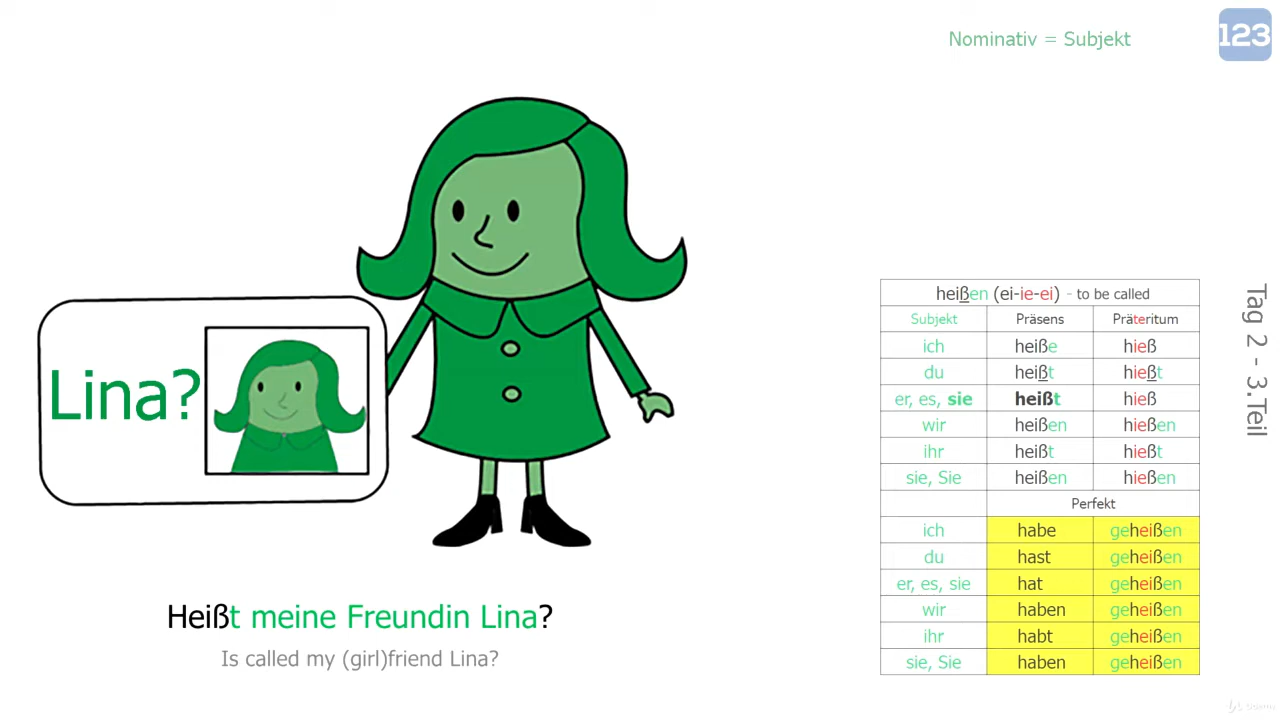 Nominativ = Subjekt
123
Lina?
Heißt meine Freundin Lina?
Is called my (girl)friend Lina?
heißen (ei-ie-ei) - to be called
Subjekt Präsens Präteritum
ich heiße hieß
du heißt hießt
er, es, sie heißt hieß
wir heißen hießen
ihr heißt hießt
sie, Sie heißen hießen
Perfekt
ich habe geheißen
du hast geheißen
er, es, sie hat geheißen
wir haben geheißen
ihr habt geheißen
sie, Sie haben geheißen
Tag 2 - 3.Teil